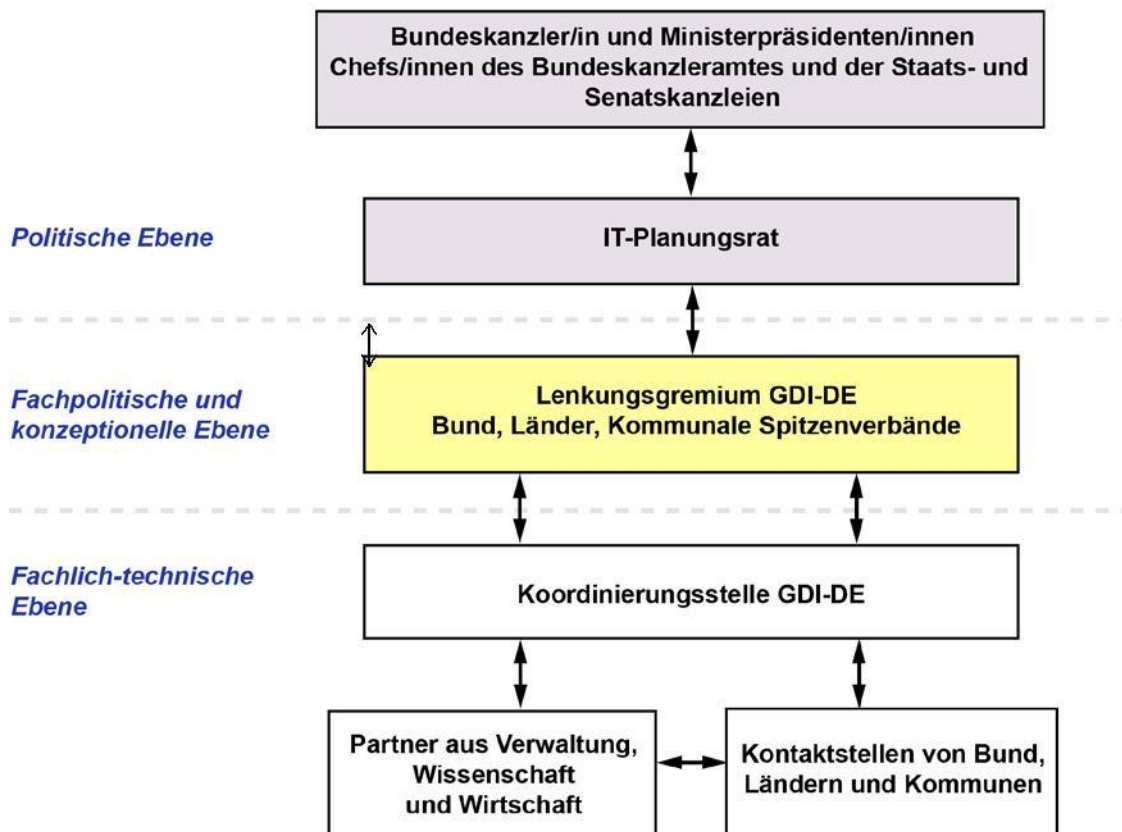 Bundeskanzler/in und Ministerpräsidenten/innen
Chefs/innen des Bundeskanzleramtes und der Staats- und
Senatskanzleien
Politische Ebene
IT-Planungsrat
Fachpolitische und
konzeptionelle Ebene
Lenkungsgremium GDI-DE
Bund, Länder, Kommunale Spitzenverbände
Fachlich-technische
Ebene
Koordinierungsstelle GDI-DE
Partner aus Verwaltung,
Wissenschaft
und Wirtschaft
Kontaktstellen von Bund,
Ländern und Kommunen